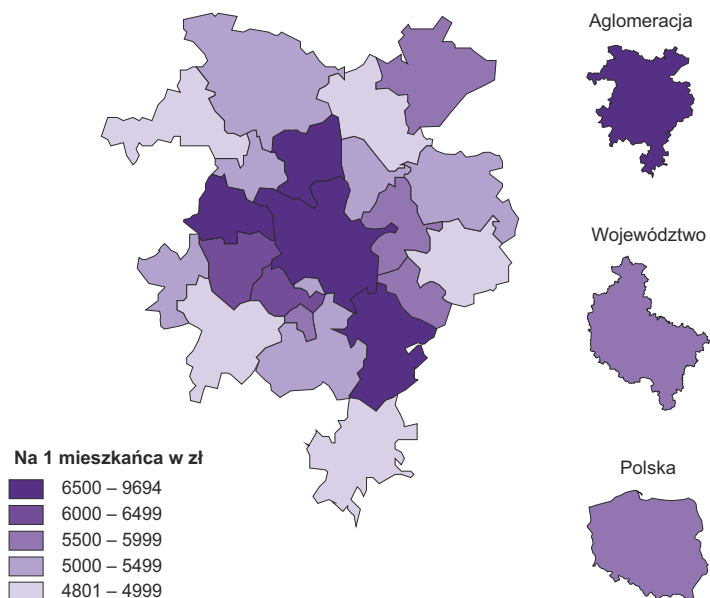 Aglomeracja
Województwo
Polska
Na 1 mieszkańca w zł
6500 – 9694
6000 – 6499
5500 – 5999
5000 – 5499
4801 – 4999